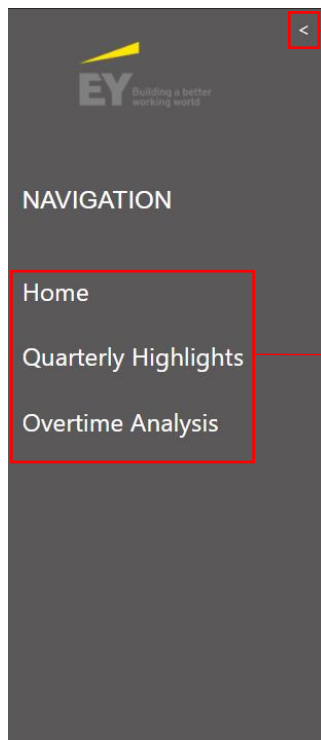 <
EY Building a better
working world
NAVIGATION
Home
Quarterly Highlights
Overtime Analysis